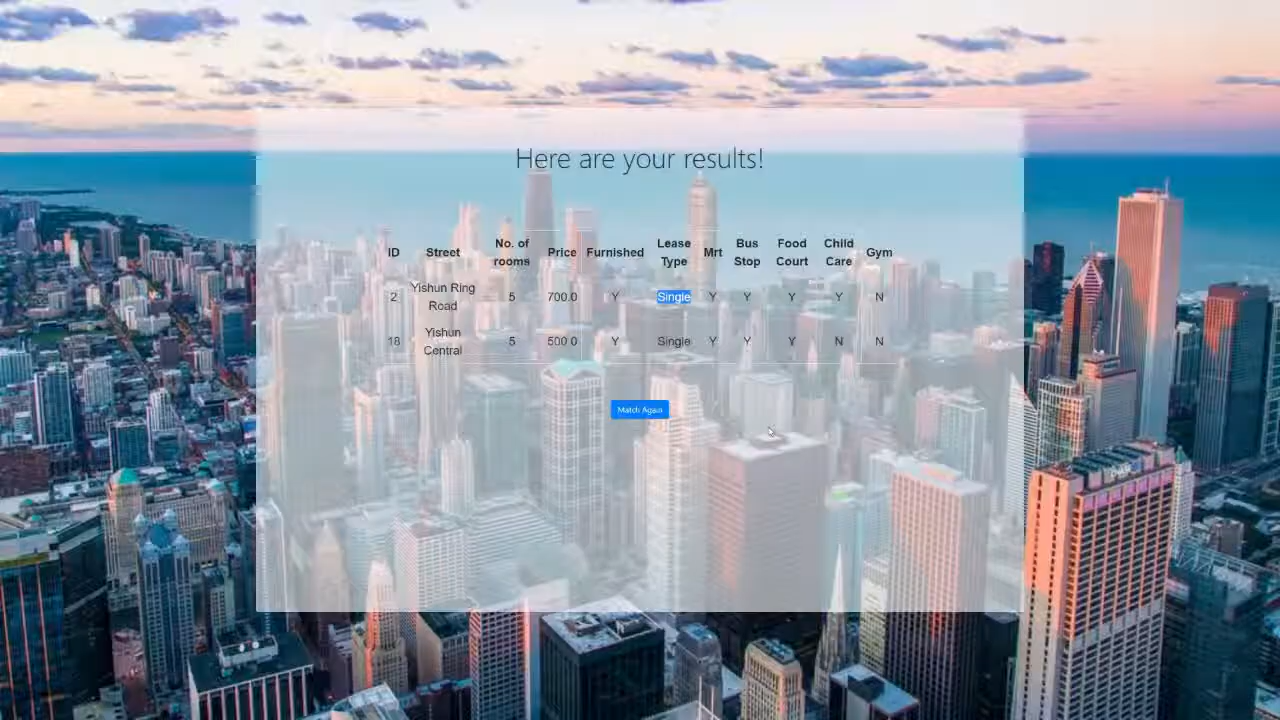 Here are your results!
ID Street No. of rooms Price Furnished Lease Type Mrt Bus Stop Food Court Child Care Gym
2 Yishun Ring Road 5 700.0 Y Single Y Y Y Y N
18 Yishun Central 5 500.0 Y Single Y Y Y N N
Match Again